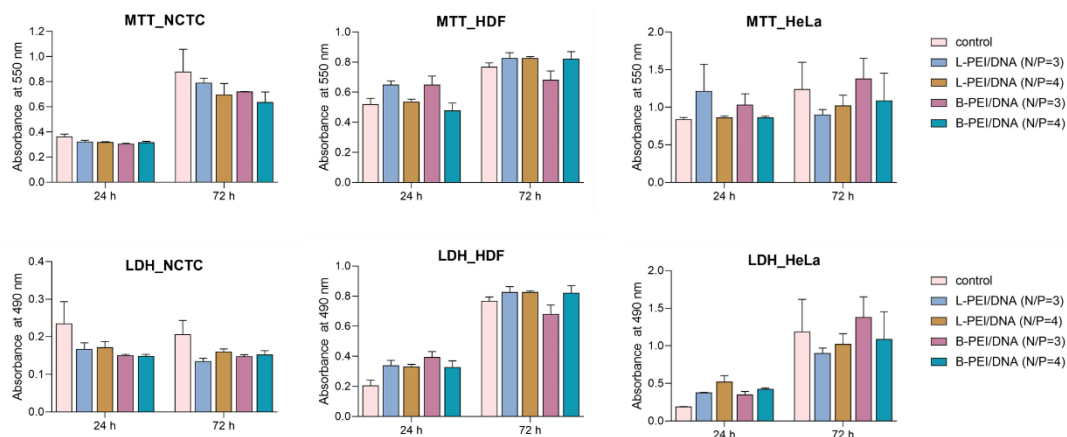 MTT_NCTC
Absorbance at 550 nm
1.2
1.0
0.8
0.6
0.4
0.2
0.0
24 h 72 h
MTT_HDF
Absorbance at 550 nm
1.0
0.8
0.6
0.4
0.2
0.0
24 h 72 h
MTT_HeLa
Absorbance at 550 nm
2.0
1.5
1.0
0.5
0.0
24 h 72 h
control
L-PEI/DNA (N/P=3)
L-PEI/DNA (N/P=4)
B-PEI/DNA (N/P=3)
B-PEI/DNA (N/P=4)
LDH_NCTC
Absorbance at 490 nm
0.4
0.3
0.2
0.1
0.0
24 h 72 h
LDH_HDF
Absorbance at 490 nm
1.0
0.8
0.6
0.4
0.2
0.0
24 h 72 h
LDH_HeLa
Absorbance at 490 nm
2.0
1.5
1.0
0.5
0.0
24 h 72 h
control
L-PEI/DNA (N/P=3)
L-PEI/DNA (N/P=4)
B-PEI/DNA (N/P=3)
B-PEI/DNA (N/P=4)